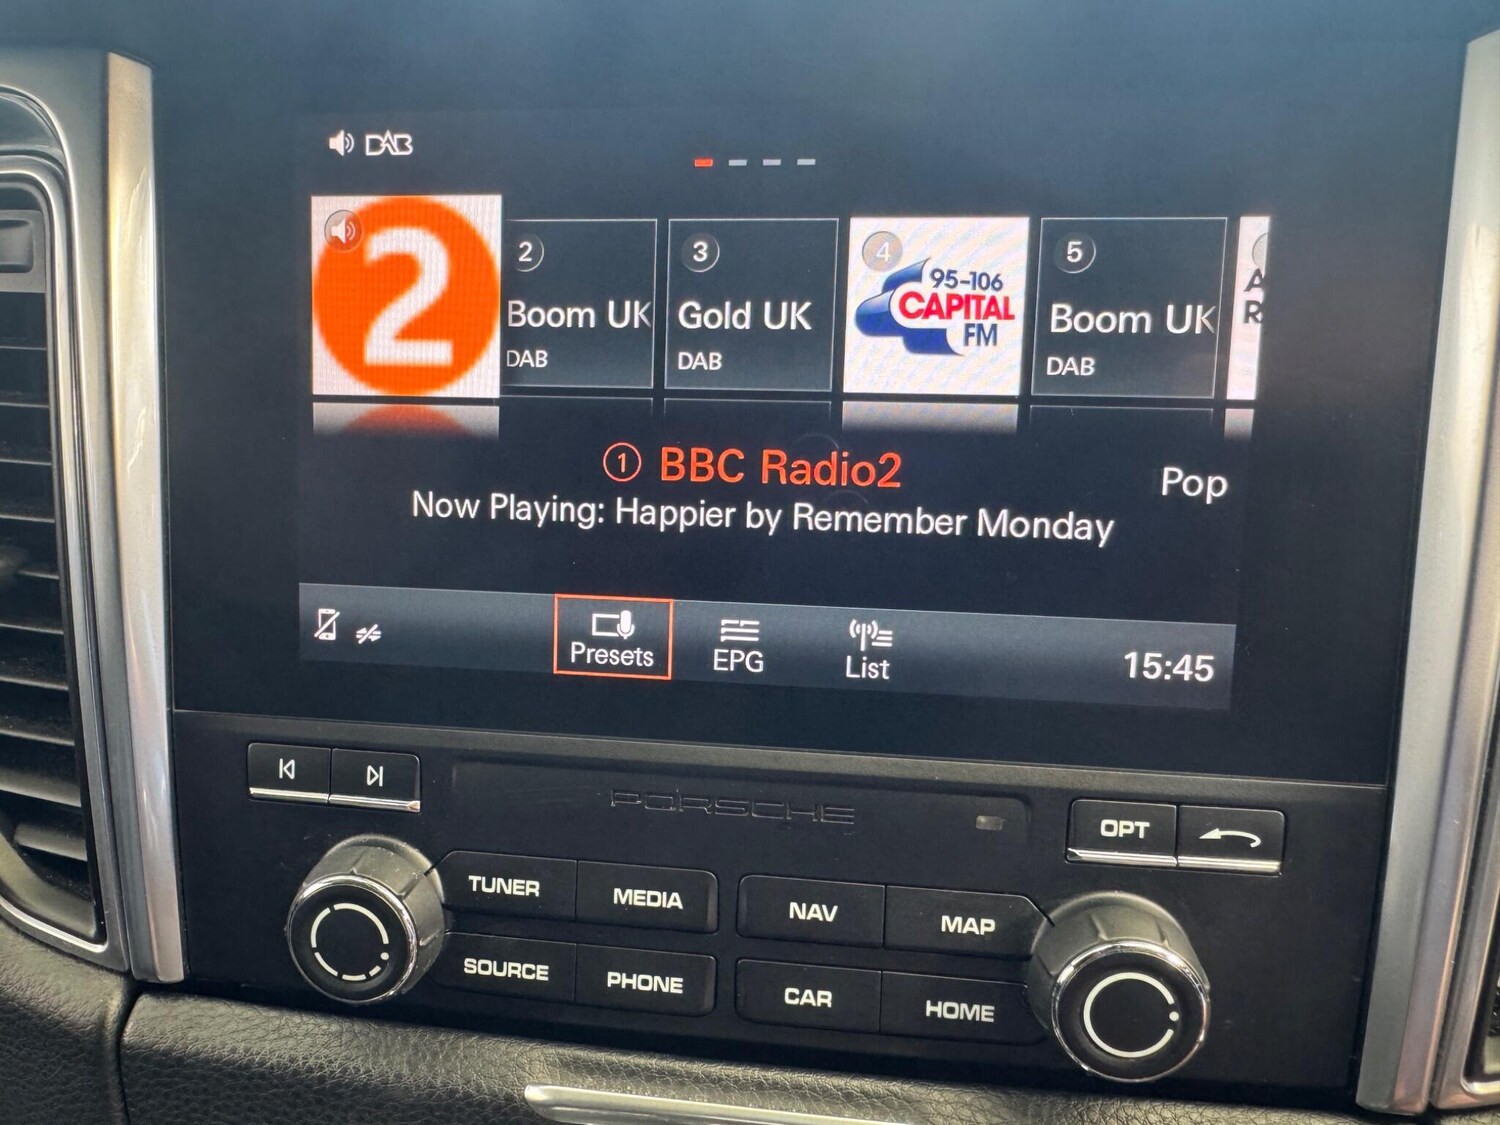 DAB
2
2
Boom UK
DAB
3
Gold UK
DAB
4
95-106
CAPITAL
FM
5
Boom UK
DAB
A
R
1 BBC Radio2
Pop
Now Playing: Happier by Remember Monday
Presets
EPG
List
15:45
PORSCHE
OPT
TUNER
MEDIA
NAV
MAP
SOURCE
PHONE
CAR
HOME